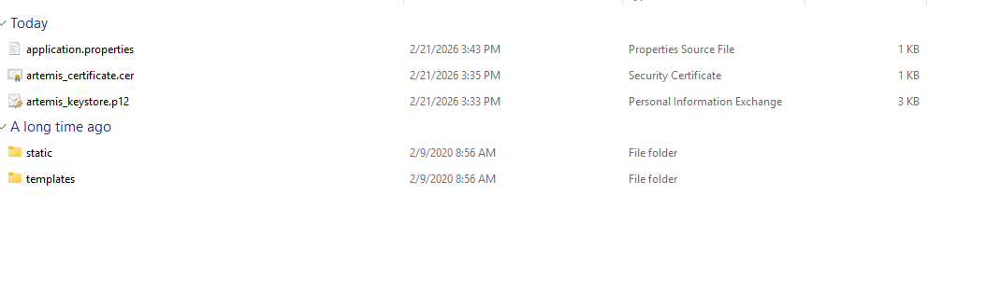 Today
application.properties 2/21/2026 3:43 PM Properties Source File 1 KB
artemis_certificate.cer 2/21/2026 3:35 PM Security Certificate 1 KB
artemis_keystore.p12 2/21/2026 3:33 PM Personal Information Exchange 3 KB
A long time ago
static 2/9/2020 8:56 AM File folder
templates 2/9/2020 8:56 AM File folder